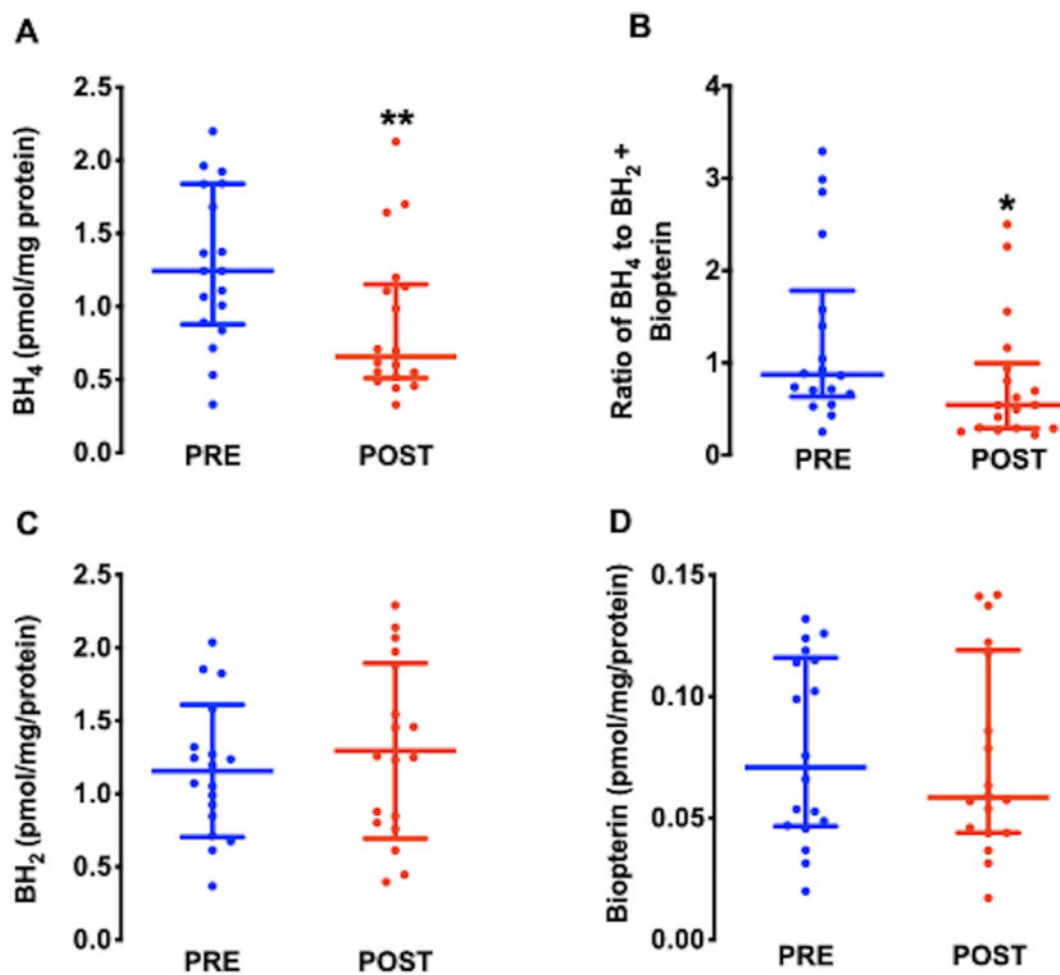 A
BH4 (pmol/mg protein)
2.5
2.0
1.5
1.0
0.5
0.0
**
PRE
POST
B
Ratio of BH4 to BH2 +
Biopterin
4
3
2
1
0
*
PRE
POST
C
BH2 (pmol/mg/protein)
2.5
2.0
1.5
1.0
0.5
0.0
PRE
POST
D
Biopterin (pmol/mg/protein)
0.15
0.10
0.05
0.00
PRE
POST